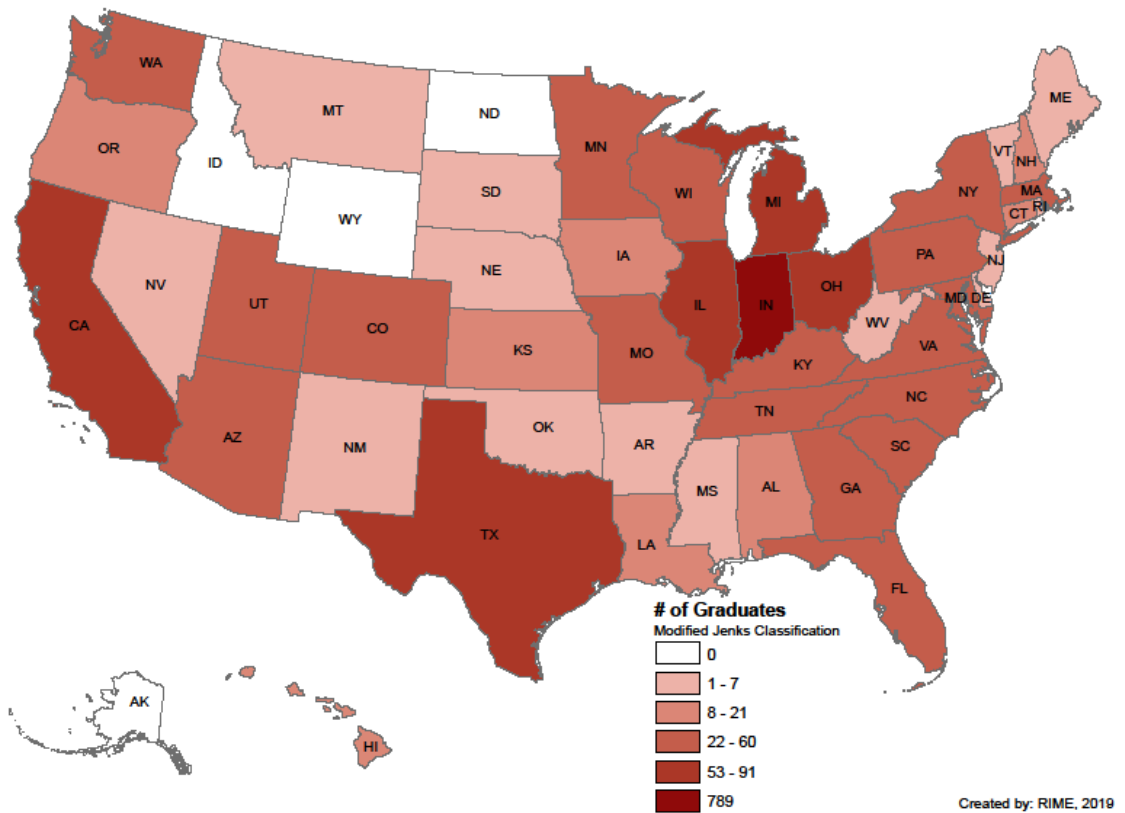 WA
MT
ND
ME
OR
ID
MN
VT
NH
SD
WI
NY
MA
WY
MI
CT
RI
IA
PA
NE
NJ
NV
UT
IL
IN
OH
MD
DE
CA
CO
WV
VA
KS
MO
KY
NC
TN
AZ
OK
NM
AR
SC
MS
AL
GA
TX
LA
FL
AK
HI
# of Graduates
Modified Jenks Classification
0
1 - 7
8 - 21
22 - 60
53 - 91
789
Created by: RIME, 2019